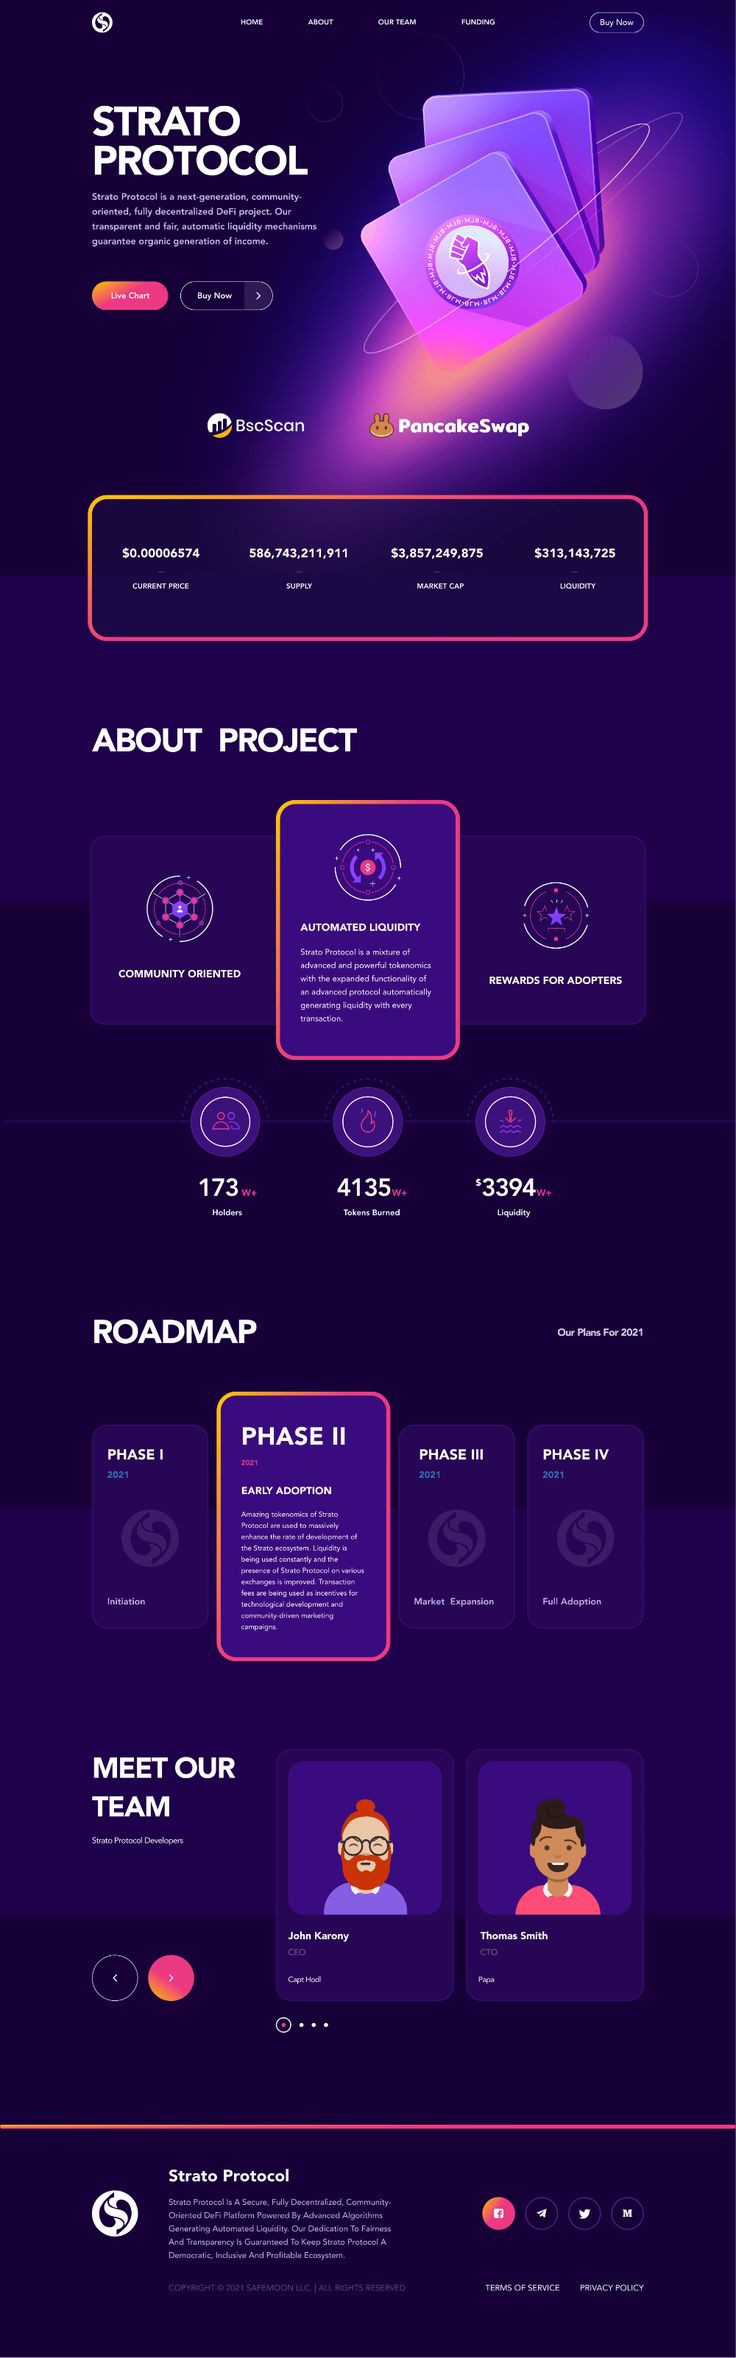 HOME ABOUT OUR TEAM FUNDING Buy Now
STRATO
PROTOCOL
Strato Protocol is a next-generation, community-
oriented, fully decentralized DeFi project. Our
transparent and fair, automatic liquidity mechanisms
guarantee organic generation of income.
Live Chart Buy Now
BscScan PancakeSwap
$0.00006574 586,743,211,911 $3,857,249,875 $313,143,725
CURRENT PRICE SUPPLY MARKET CAP LIQUIDITY
ABOUT PROJECT
COMMUNITY ORIENTED
AUTOMATED LIQUIDITY
Strato Protocol is a mixture of
advanced and powerful tokenomics
with the expanded functionality of
an advanced protocol automatically
generating liquidity with every
transaction.
REWARDS FOR ADOPTERS
173 W+ 4135 W+ $3394 W+
Holders Tokens Burned Liquidity
ROADMAP
Our Plans For 2021
PHASE I
2021
Initiation
PHASE II
2021
EARLY ADOPTION
Amazing tokenomics of Strato
Protocol are used to massively
enhance the rate of development of
the Strato ecosystem. Liquidity is
being used constantly and the
presence of Strato Protocol on various
exchanges is improved. Transaction
fees are being used as incentives for
technological development and
community-driven marketing
campaigns.
PHASE III
2021
Market Expansion
PHASE IV
2021
Full Adoption
MEET OUR
TEAM
Strato Protocol Developers
John Karony
CEO
Capt Hodl
Thomas Smith
CTO
Papa
Strato Protocol
Strato Protocol Is A Secure, Fully Decentralized, Community-
Oriented DeFi Platform Powered By Advanced Algorithms
Generating Automated Liquidity. Our Dedication To Fairness
And Transparency Is Guaranteed To Keep Strato Protocol A
Democratic, Inclusive And Profitable Ecosystem.
COPYRIGHT © 2021 SAFEMOON LLC. | ALL RIGHTS RESERVED
TERMS OF SERVICE PRIVACY POLICY